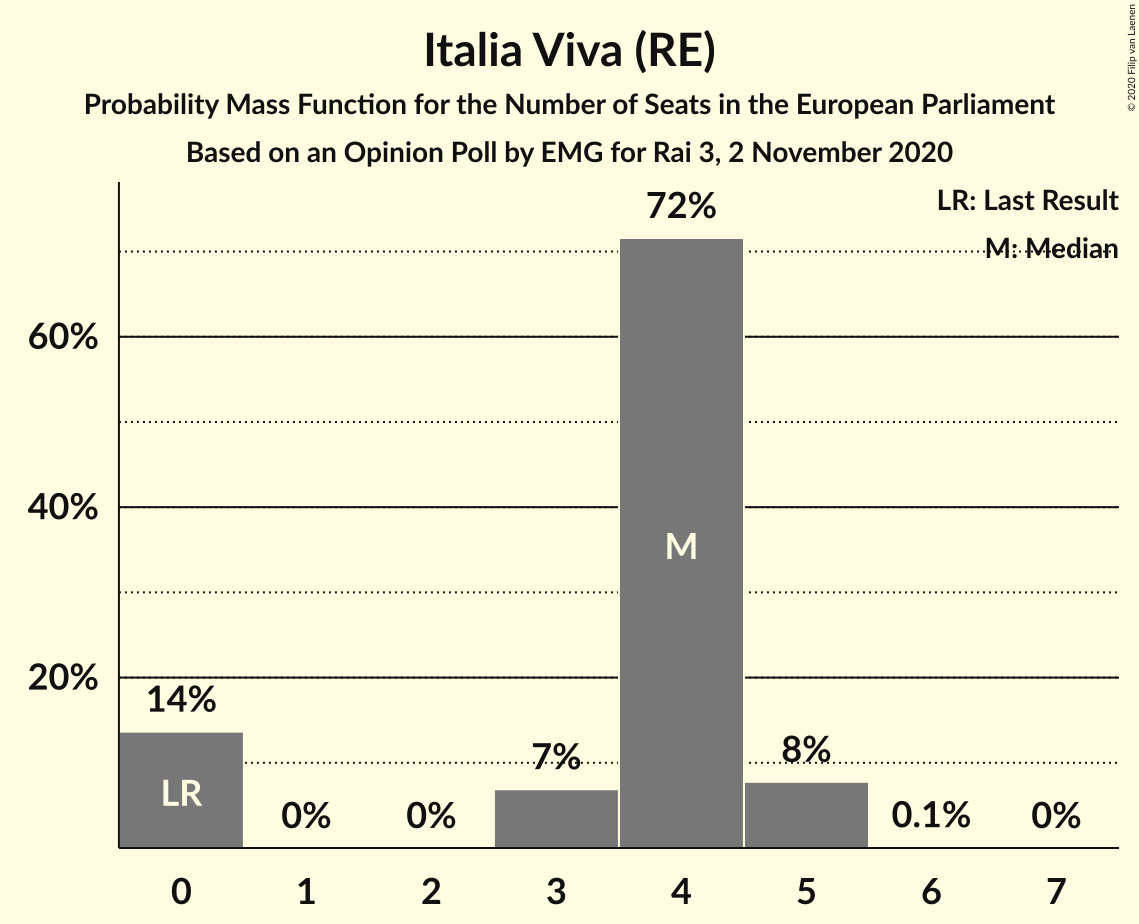 Italia Viva (RE)
Probability Mass Function for the Number of Seats in the European Parliament
Based on an Opinion Poll by EMG for Rai 3, 2 November 2020
© 2020 Filip van Laenen
LR: Last Result
M: Median
60%
40%
20%
14%
0%
0%
7%
72%
8%
0.1%
0%
LR
M
0 1 2 3 4 5 6 7